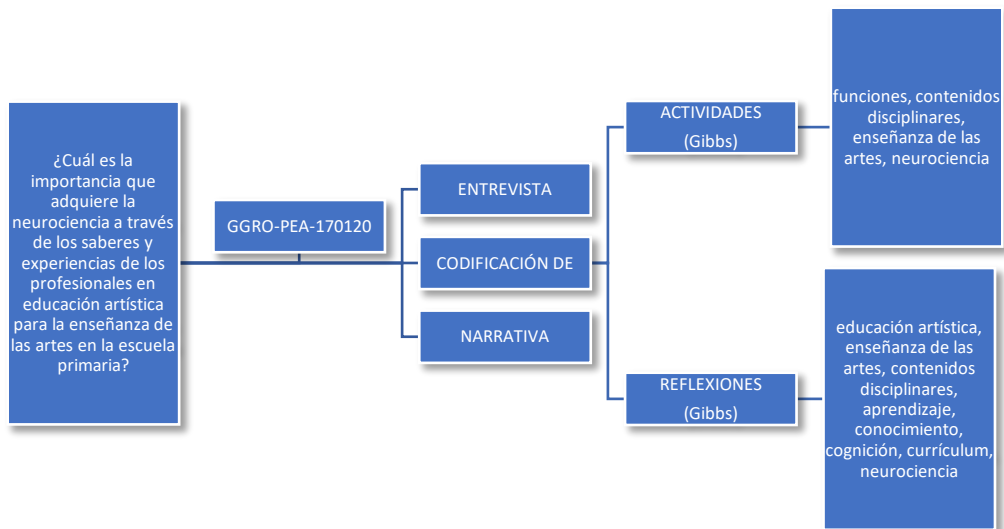 ¿Cuál es la
importancia que
adquiere la
neurociencia a través
de los saberes y
experiencias de los
profesionales en
educación artística
para la enseñanza de
las artes en la escuela
primaria?
GGRO-PEA-170120
ENTREVISTA
CODIFICACIÓN DE
NARRATIVA
ACTIVIDADES
(Gibbs)
funciones, contenidos
disciplinares,
enseñanza de las
artes, neurociencia
REFLEXIONES
(Gibbs)
educación artística,
enseñanza de las
artes, contenidos
disciplinares,
aprendizaje,
conocimiento,
cognición, currículum,
neurociencia